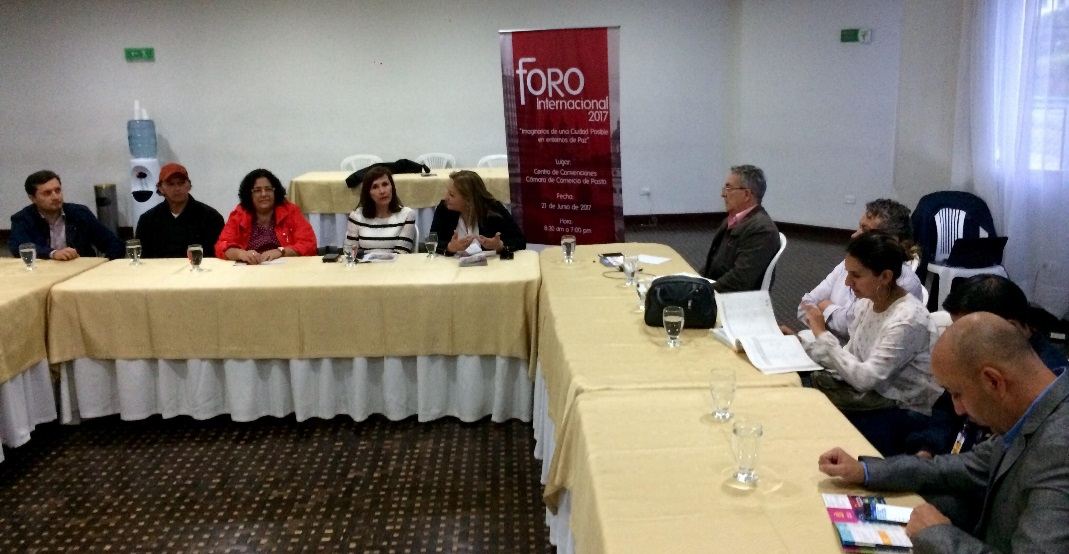 foro
Internacional
2017
"Imaginarios de una Ciudad Posible
en entornos de Paz"
Lugar:
Centro de Convenciones
Cámara de Comercio de Pasto
Fecha:
21 de Junio de 2017
Hora:
8:30 am a 7:00 pm